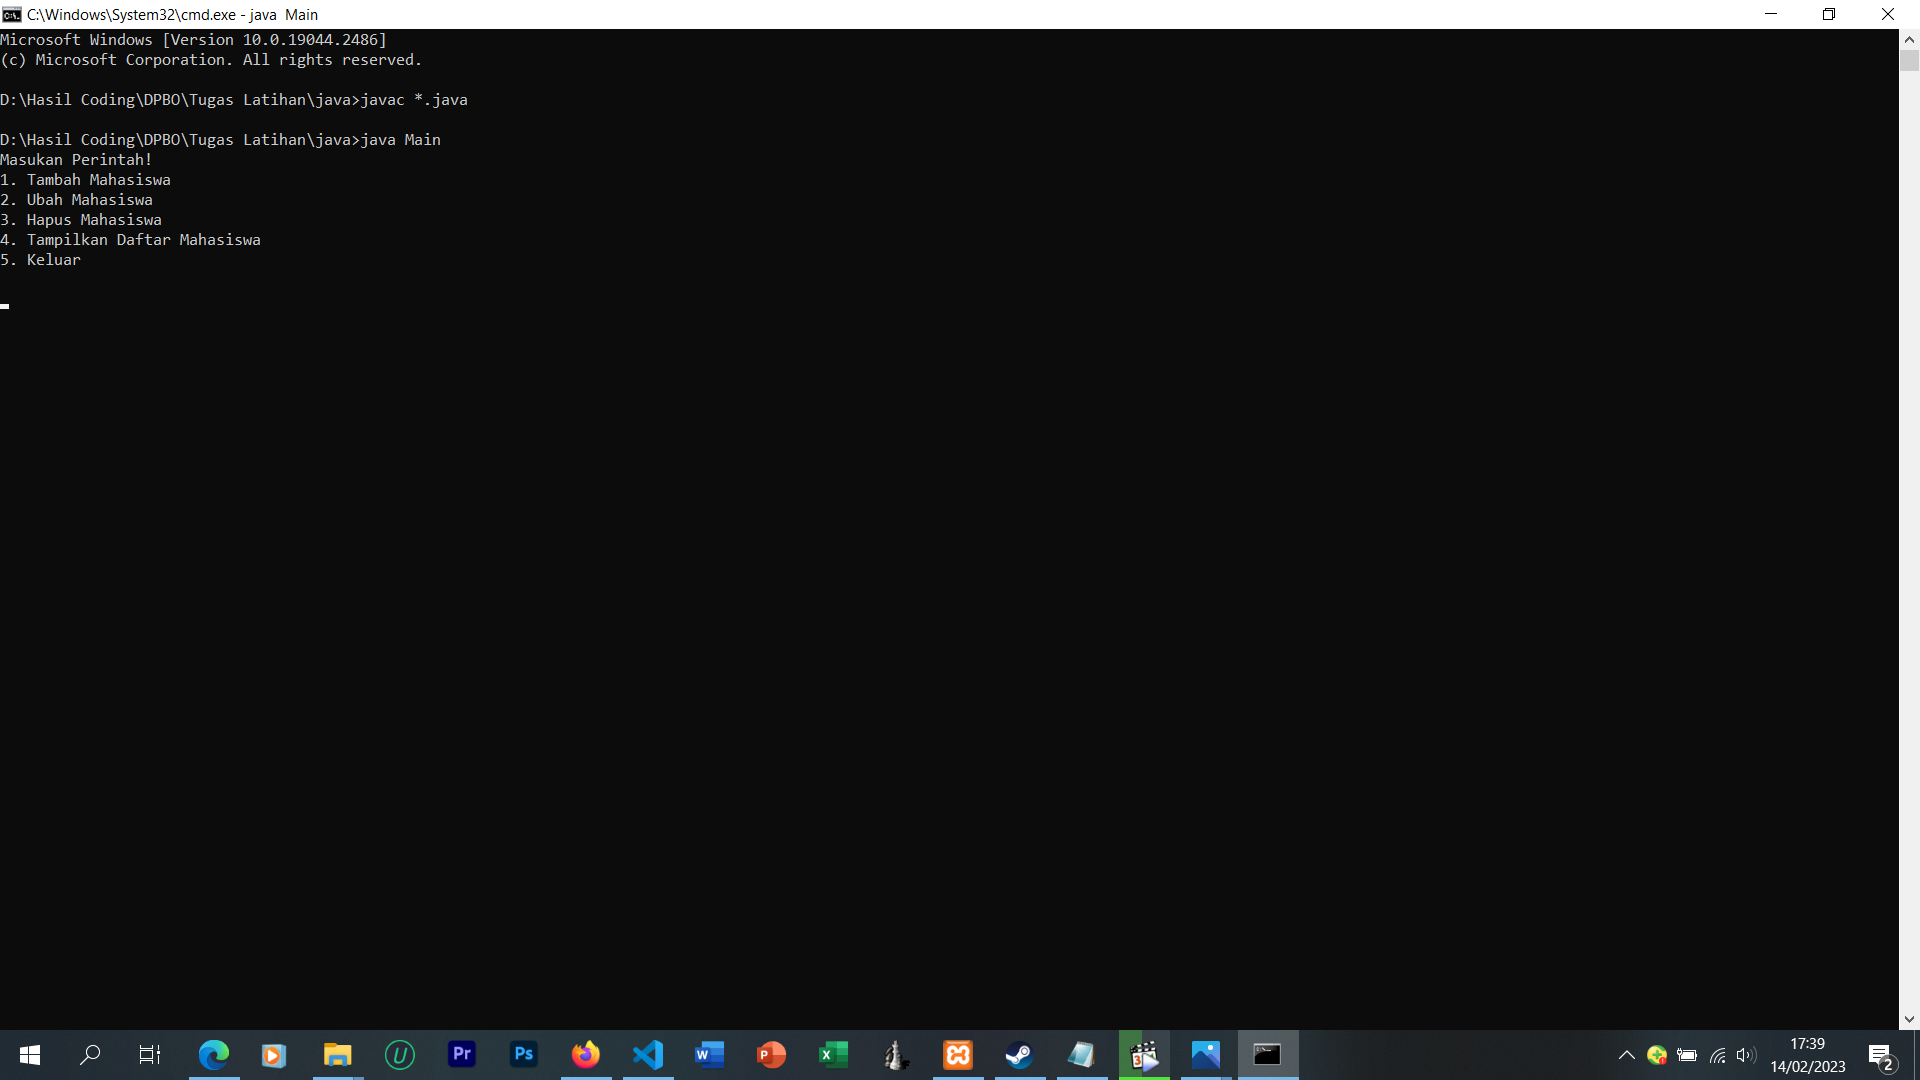 C:\Windows\System32\cmd.exe - java  Main
Microsoft Windows [Version 10.0.19044.2486]
(c) Microsoft Corporation. All rights reserved.
D:\Hasil Coding\DPBO\Tugas Latihan\java>javac *.java
D:\Hasil Coding\DPBO\Tugas Latihan\java>java Main
Masukan Perintah!
1. Tambah Mahasiswa
2. Ubah Mahasiswa
3. Hapus Mahasiswa
4. Tampilkan Daftar Mahasiswa
5. Keluar
Pr
Ps
17:39
14/02/2023
2